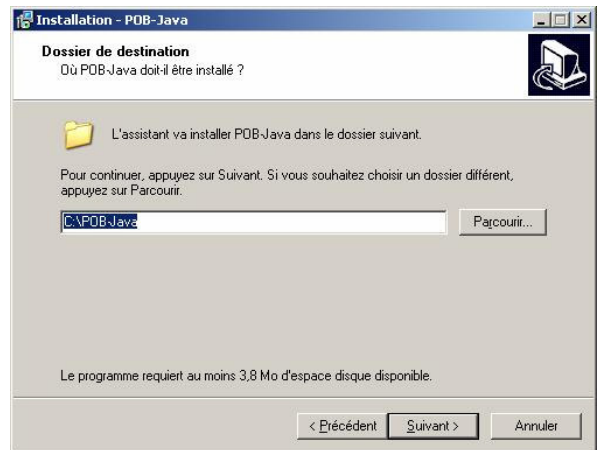 Installation - POB-Java
Dossier de destination
Où POB-Java doit-il être installé ?
L'assistant va installer POB-Java dans le dossier suivant.
Pour continuer, appuyez sur Suivant. Si vous souhaitez choisir un dossier différent,
appuyez sur Parcourir.
C:\POB-Java
Parcourir...
Le programme requiert au moins 3,8 Mo d'espace disque disponible.
< Précédent
Suivant >
Annuler